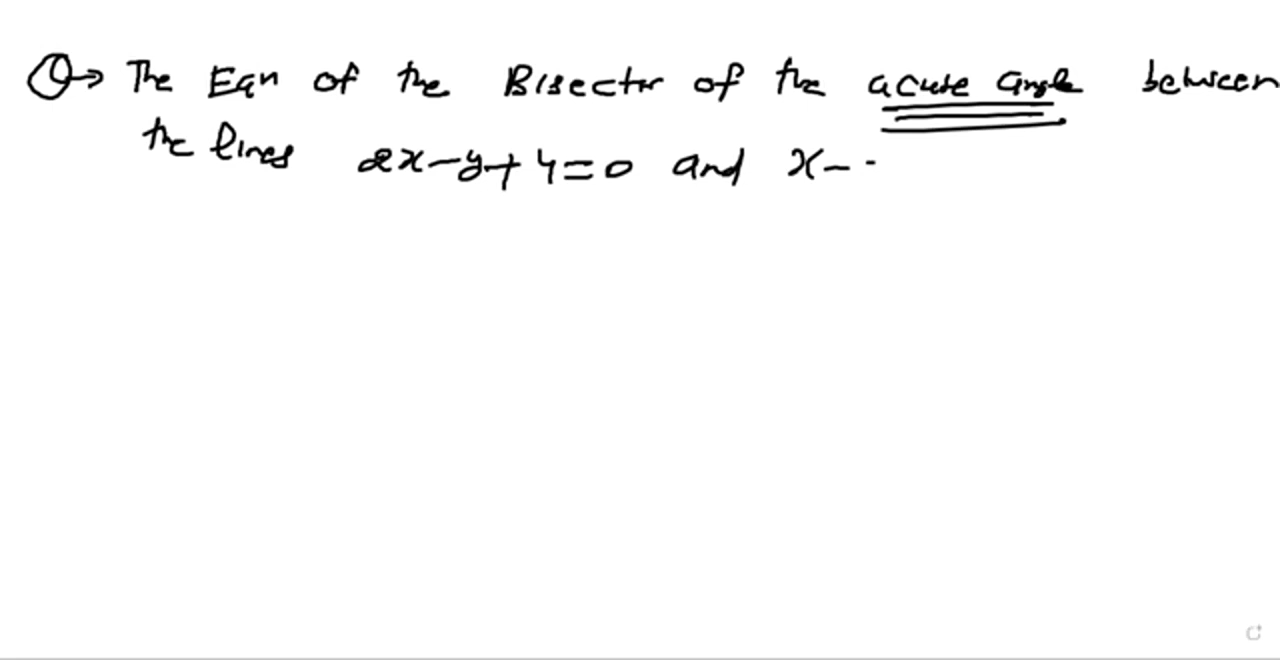 Q→ The Eqn of the Bisector of the acute angle between
the lines 2x-y+4=0 and x-